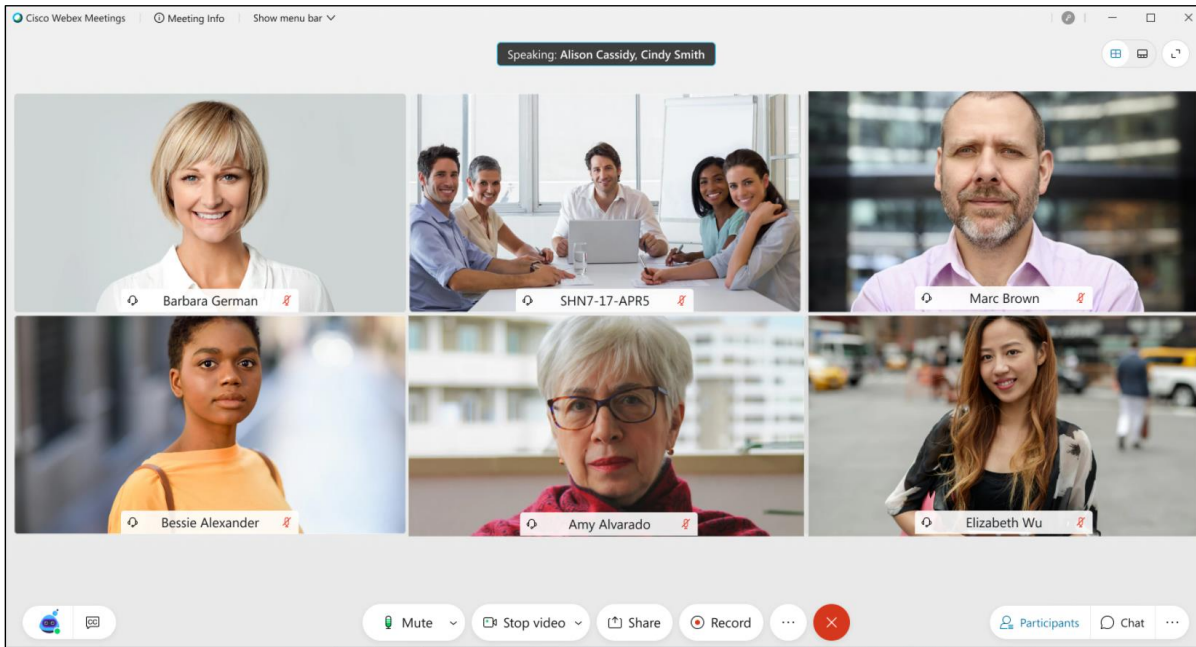 Cisco Webex Meetings Meeting Info Show menu bar
Speaking: Alison Cassidy, Cindy Smith
Barbara German
SHN7-17-APR5
Marc Brown
Bessie Alexander
Amy Alvarado
Elizabeth Wu
CC Mute Stop video Share Record Participants Chat